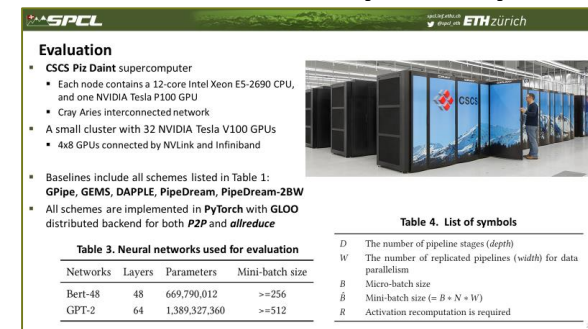 SPCL
spcl.inf.ethz.ch
@spcl_eth
ETH zürich
Evaluation
CSCS Piz Daint supercomputer
Each node contains a 12-core Intel Xeon E5-2690 CPU,
and one NVIDIA Tesla P100 GPU
Cray Aries interconnected network
A small cluster with 32 NVIDIA Tesla V100 GPUs
4x8 GPUs connected by NVLink and Infiniband
CSCS
Baselines include all schemes listed in Table 1:
GPipe, GEMS, DAPPLE, PipeDream, PipeDream-2BW
All schemes are implemented in PyTorch with GLOO
distributed backend for both P2P and allreduce
Table 3. Neural networks used for evaluation
Networks Layers Parameters Mini-batch size
Bert-48 48 669,790,012 >=256
GPT-2 64 1,389,327,360 >=512
Table 4. List of symbols
D The number of pipeline stages (depth)
W The number of replicated pipelines (width) for data
parallelism
B Micro-batch size
B̂ Mini-batch size (= B * N * W)
R Activation recomputation is required